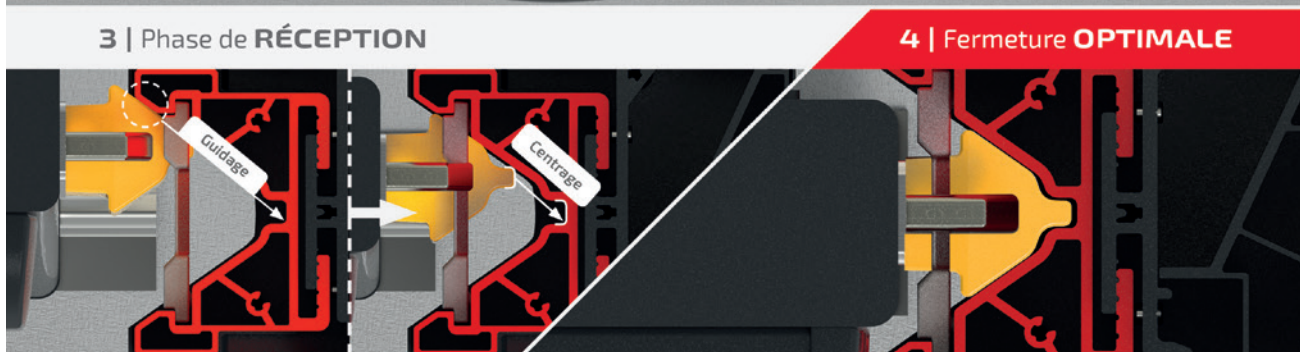 3 | Phase de RÉCEPTION
4 | Fermeture OPTIMALE
Guidage
Centrage